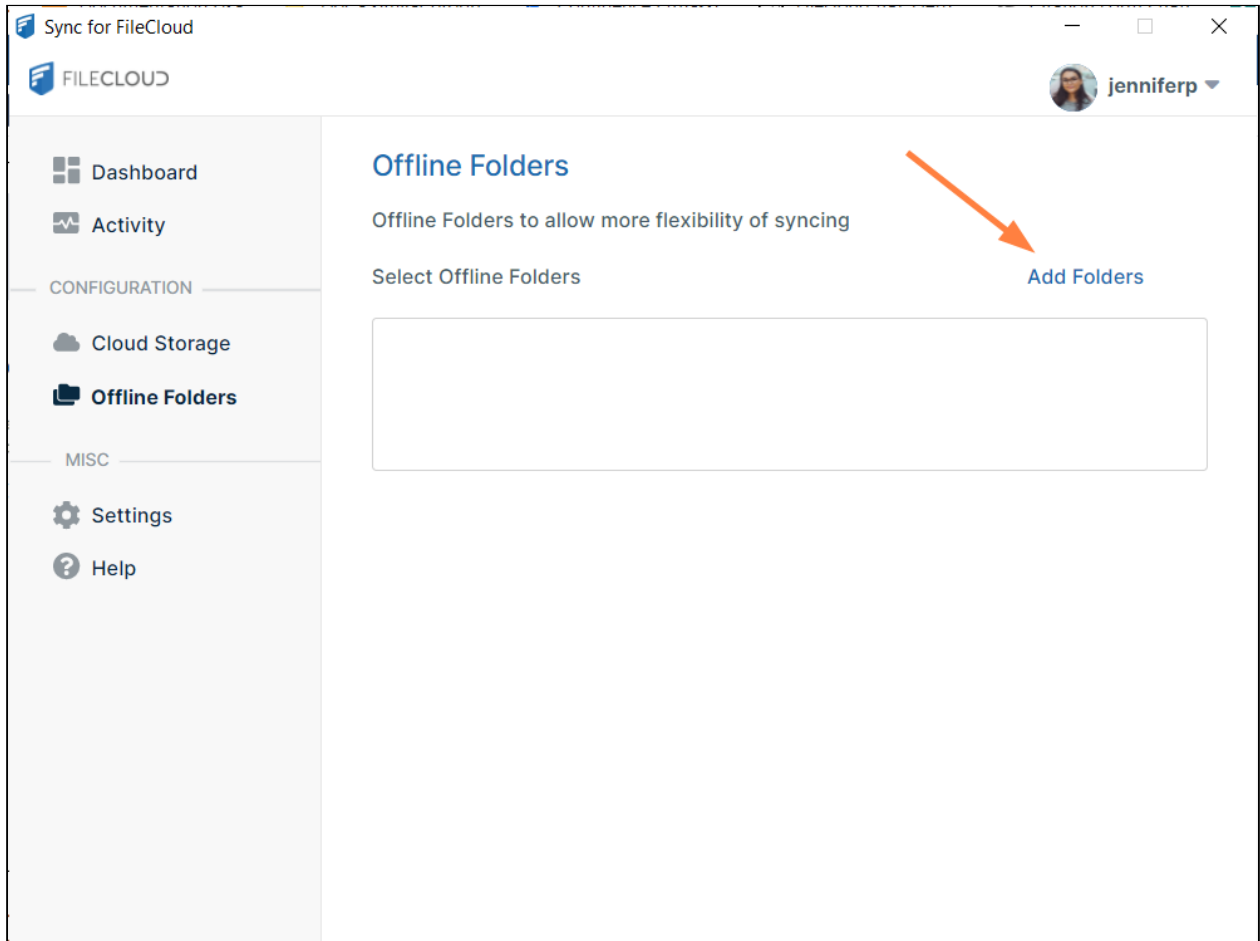 Sync for FileCloud
FILECLOUD
jenniferp
Dashboard
Activity
CONFIGURATION
Cloud Storage
Offline Folders
MISC
Settings
Help
Offline Folders
Offline Folders to allow more flexibility of syncing
Select Offline Folders
Add Folders